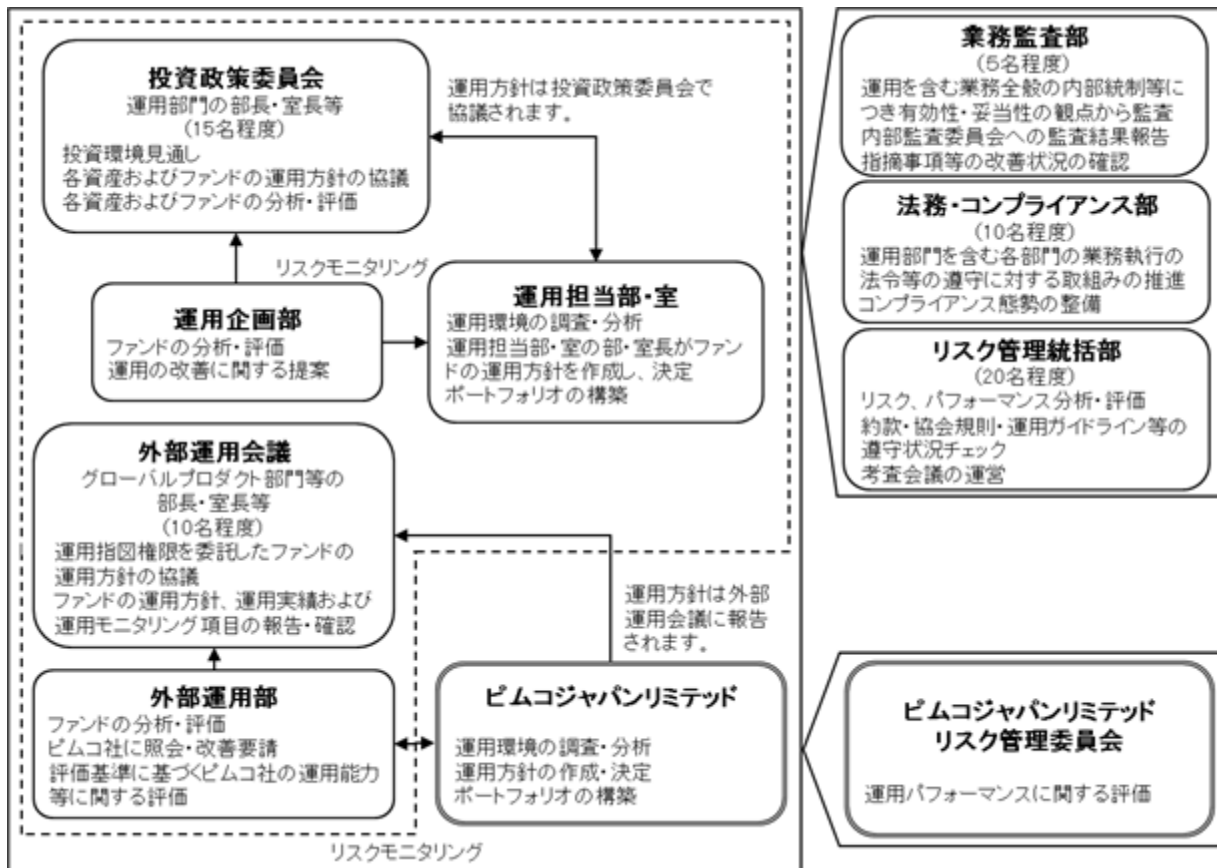 投資政策委員会
運用部門の部長・室長等
(15名程度)
投資環境見通し
各資産およびファンドの運用方針の協議
各資産およびファンドの分析・評価
運用方針は投資政策委員会で
協議されます。
リスクモニタリング
運用企画部
ファンドの分析・評価
運用の改善に関する提案
運用担当部・室
運用環境の調査・分析
運用担当部・室の部・室長がファン
ドの運用方針を作成し、決定
ポートフォリオの構築
外部運用会議
グローバルプロダクト部門等の
部長・室長等
(10名程度)
運用指図権限を委託したファンドの
運用方針の協議
ファンドの運用方針、運用実績および
運用モニタリング項目の報告・確認
運用方針は外部
運用会議に報告
されます。
外部運用部
ファンドの分析・評価
ピムコ社に照会・改善要請
評価基準に基づくピムコ社の運用能力
等に関する評価
ピムコジャパンリミテッド
運用環境の調査・分析
運用方針の作成・決定
ポートフォリオの構築
リスクモニタリング
業務監査部
(5名程度)
運用を含む業務全般の内部統制等に
つき有効性・妥当性の観点から監査
内部監査委員会への監査結果報告
指摘事項等の改善状況の確認
法務・コンプライアンス部
(10名程度)
運用部門を含む各部門の業務執行の
法令等の遵守に対する取組みの推進
コンプライアンス態勢の整備
リスク管理統括部
(20名程度)
リスク、パフォーマンス分析・評価
約款・協会規則・運用ガイドライン等の
遵守状況チェック
考査会議の運営
ピムコジャパンリミテッド
リスク管理委員会
運用パフォーマンスに関する評価